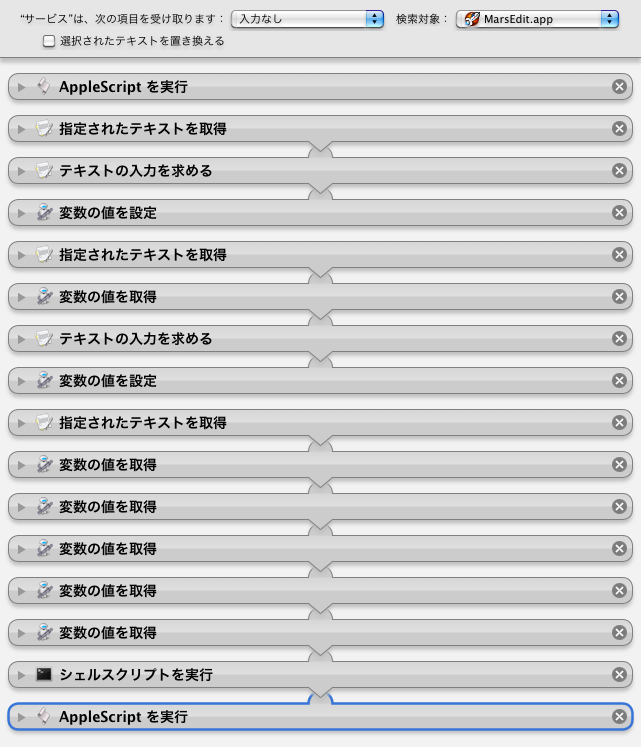 “サービス”は、次の項目を受け取ります： 入力なし 検索対象： MarsEdit.app
選択されたテキストを置き換える
AppleScript を実行
指定されたテキストを取得
テキストの入力を求める
変数の値を設定
指定されたテキストを取得
変数の値を取得
テキストの入力を求める
変数の値を設定
指定されたテキストを取得
変数の値を取得
変数の値を取得
変数の値を取得
変数の値を取得
変数の値を取得
シェルスクリプトを実行
AppleScript を実行